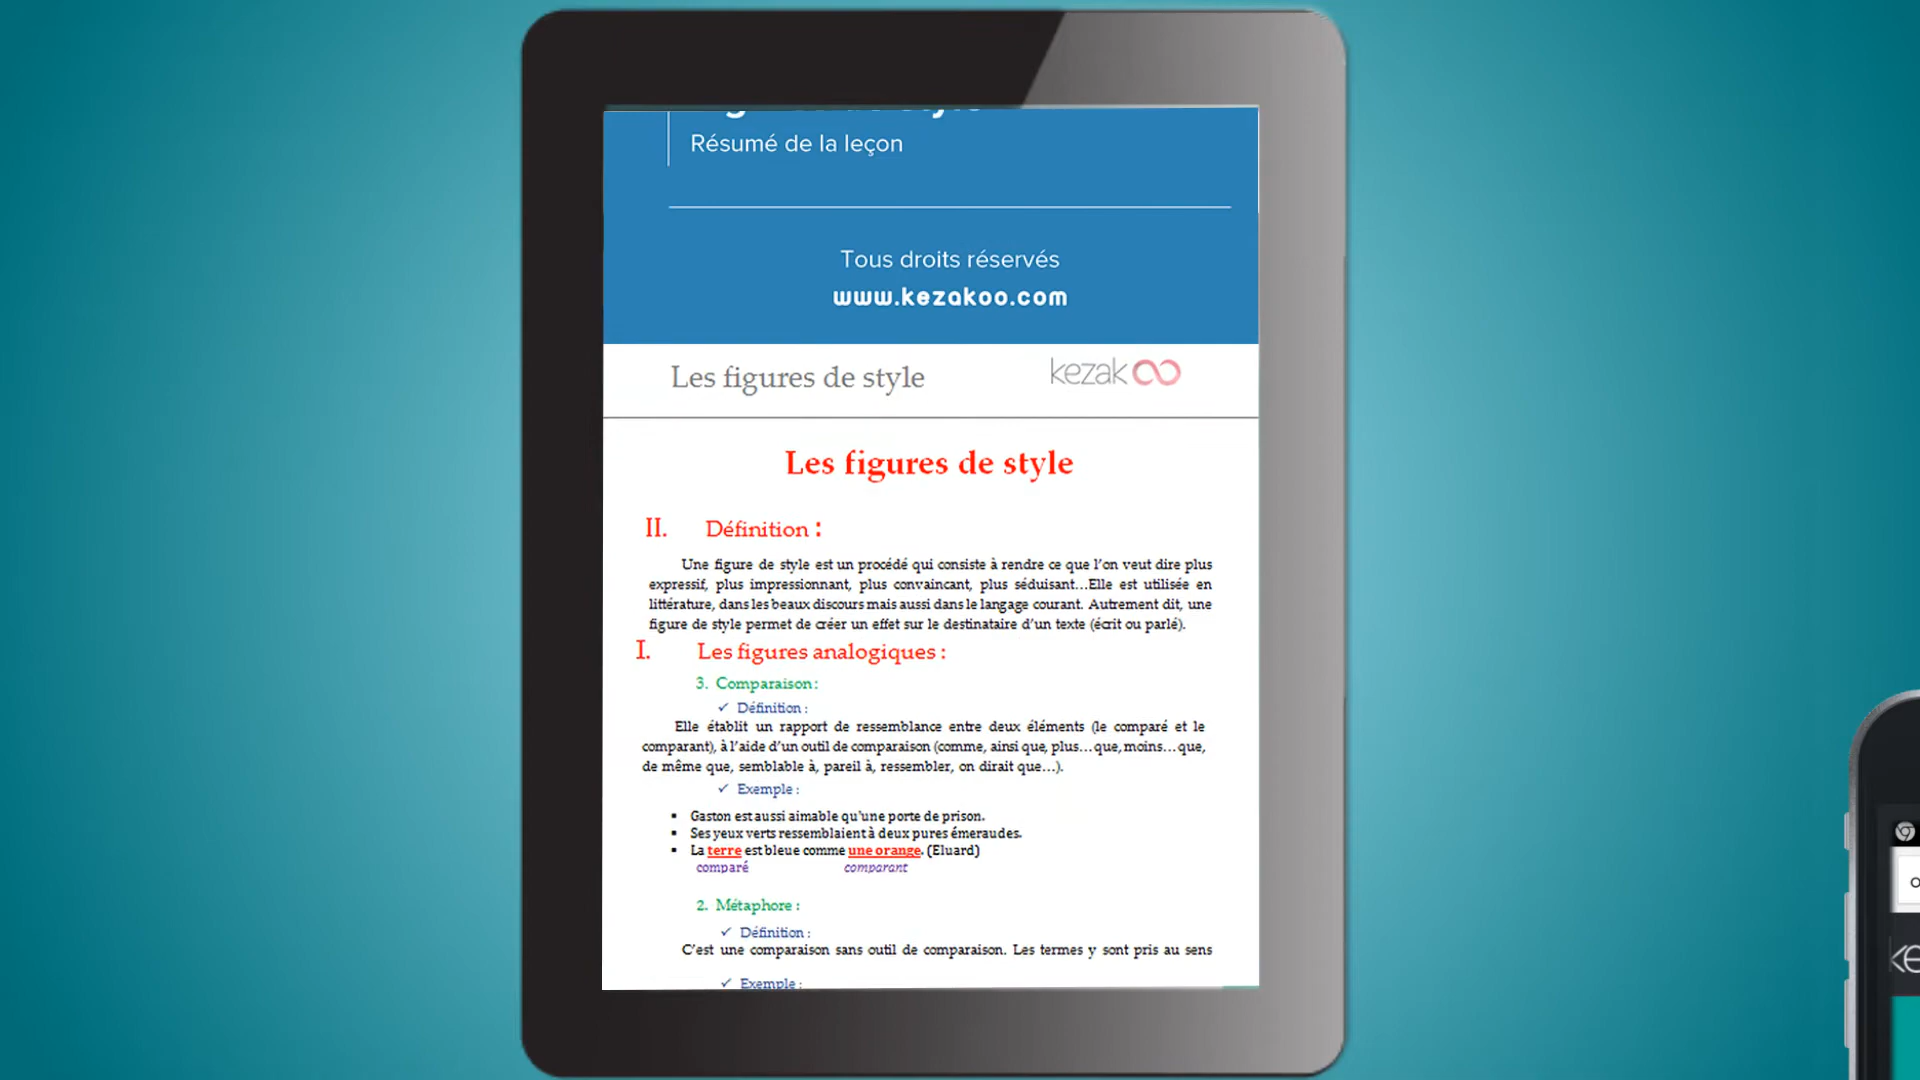 Résumé de la leçon
Tous droits réservés
www.kezakoo.com
Les figures de style
kezakoo
Les figures de style
II. Définition :
Une figure de style est un procédé qui consiste à rendre ce que l’on veut dire plus
expressif, plus impressionnant, plus convaincant, plus séduisant…Elle est utilisée en
littérature, dans les beaux discours mais aussi dans le langage courant. Autrement dit, une
figure de style permet de créer un effet sur le destinataire d’un texte (écrit ou parlé).
I. Les figures analogiques :
3. Comparaison :
✓ Définition :
Elle établit un rapport de ressemblance entre deux éléments (le comparé et le
comparant), à l’aide d’un outil de comparaison (comme, ainsi que, plus… que, moins… que,
de même que, semblable à, pareil à, ressembler, on dirait que…).
✓ Exemple :
▪ Gaston est aussi aimable qu’une porte de prison.
▪ Ses yeux verts ressemblaient à deux pures émeraudes.
▪ La terre est bleue comme une orange. (Eluard)
comparé comparant
2. Métaphore :
✓ Définition :
C’est une comparaison sans outil de comparaison. Les termes y sont pris au sens
✓ Exemple :